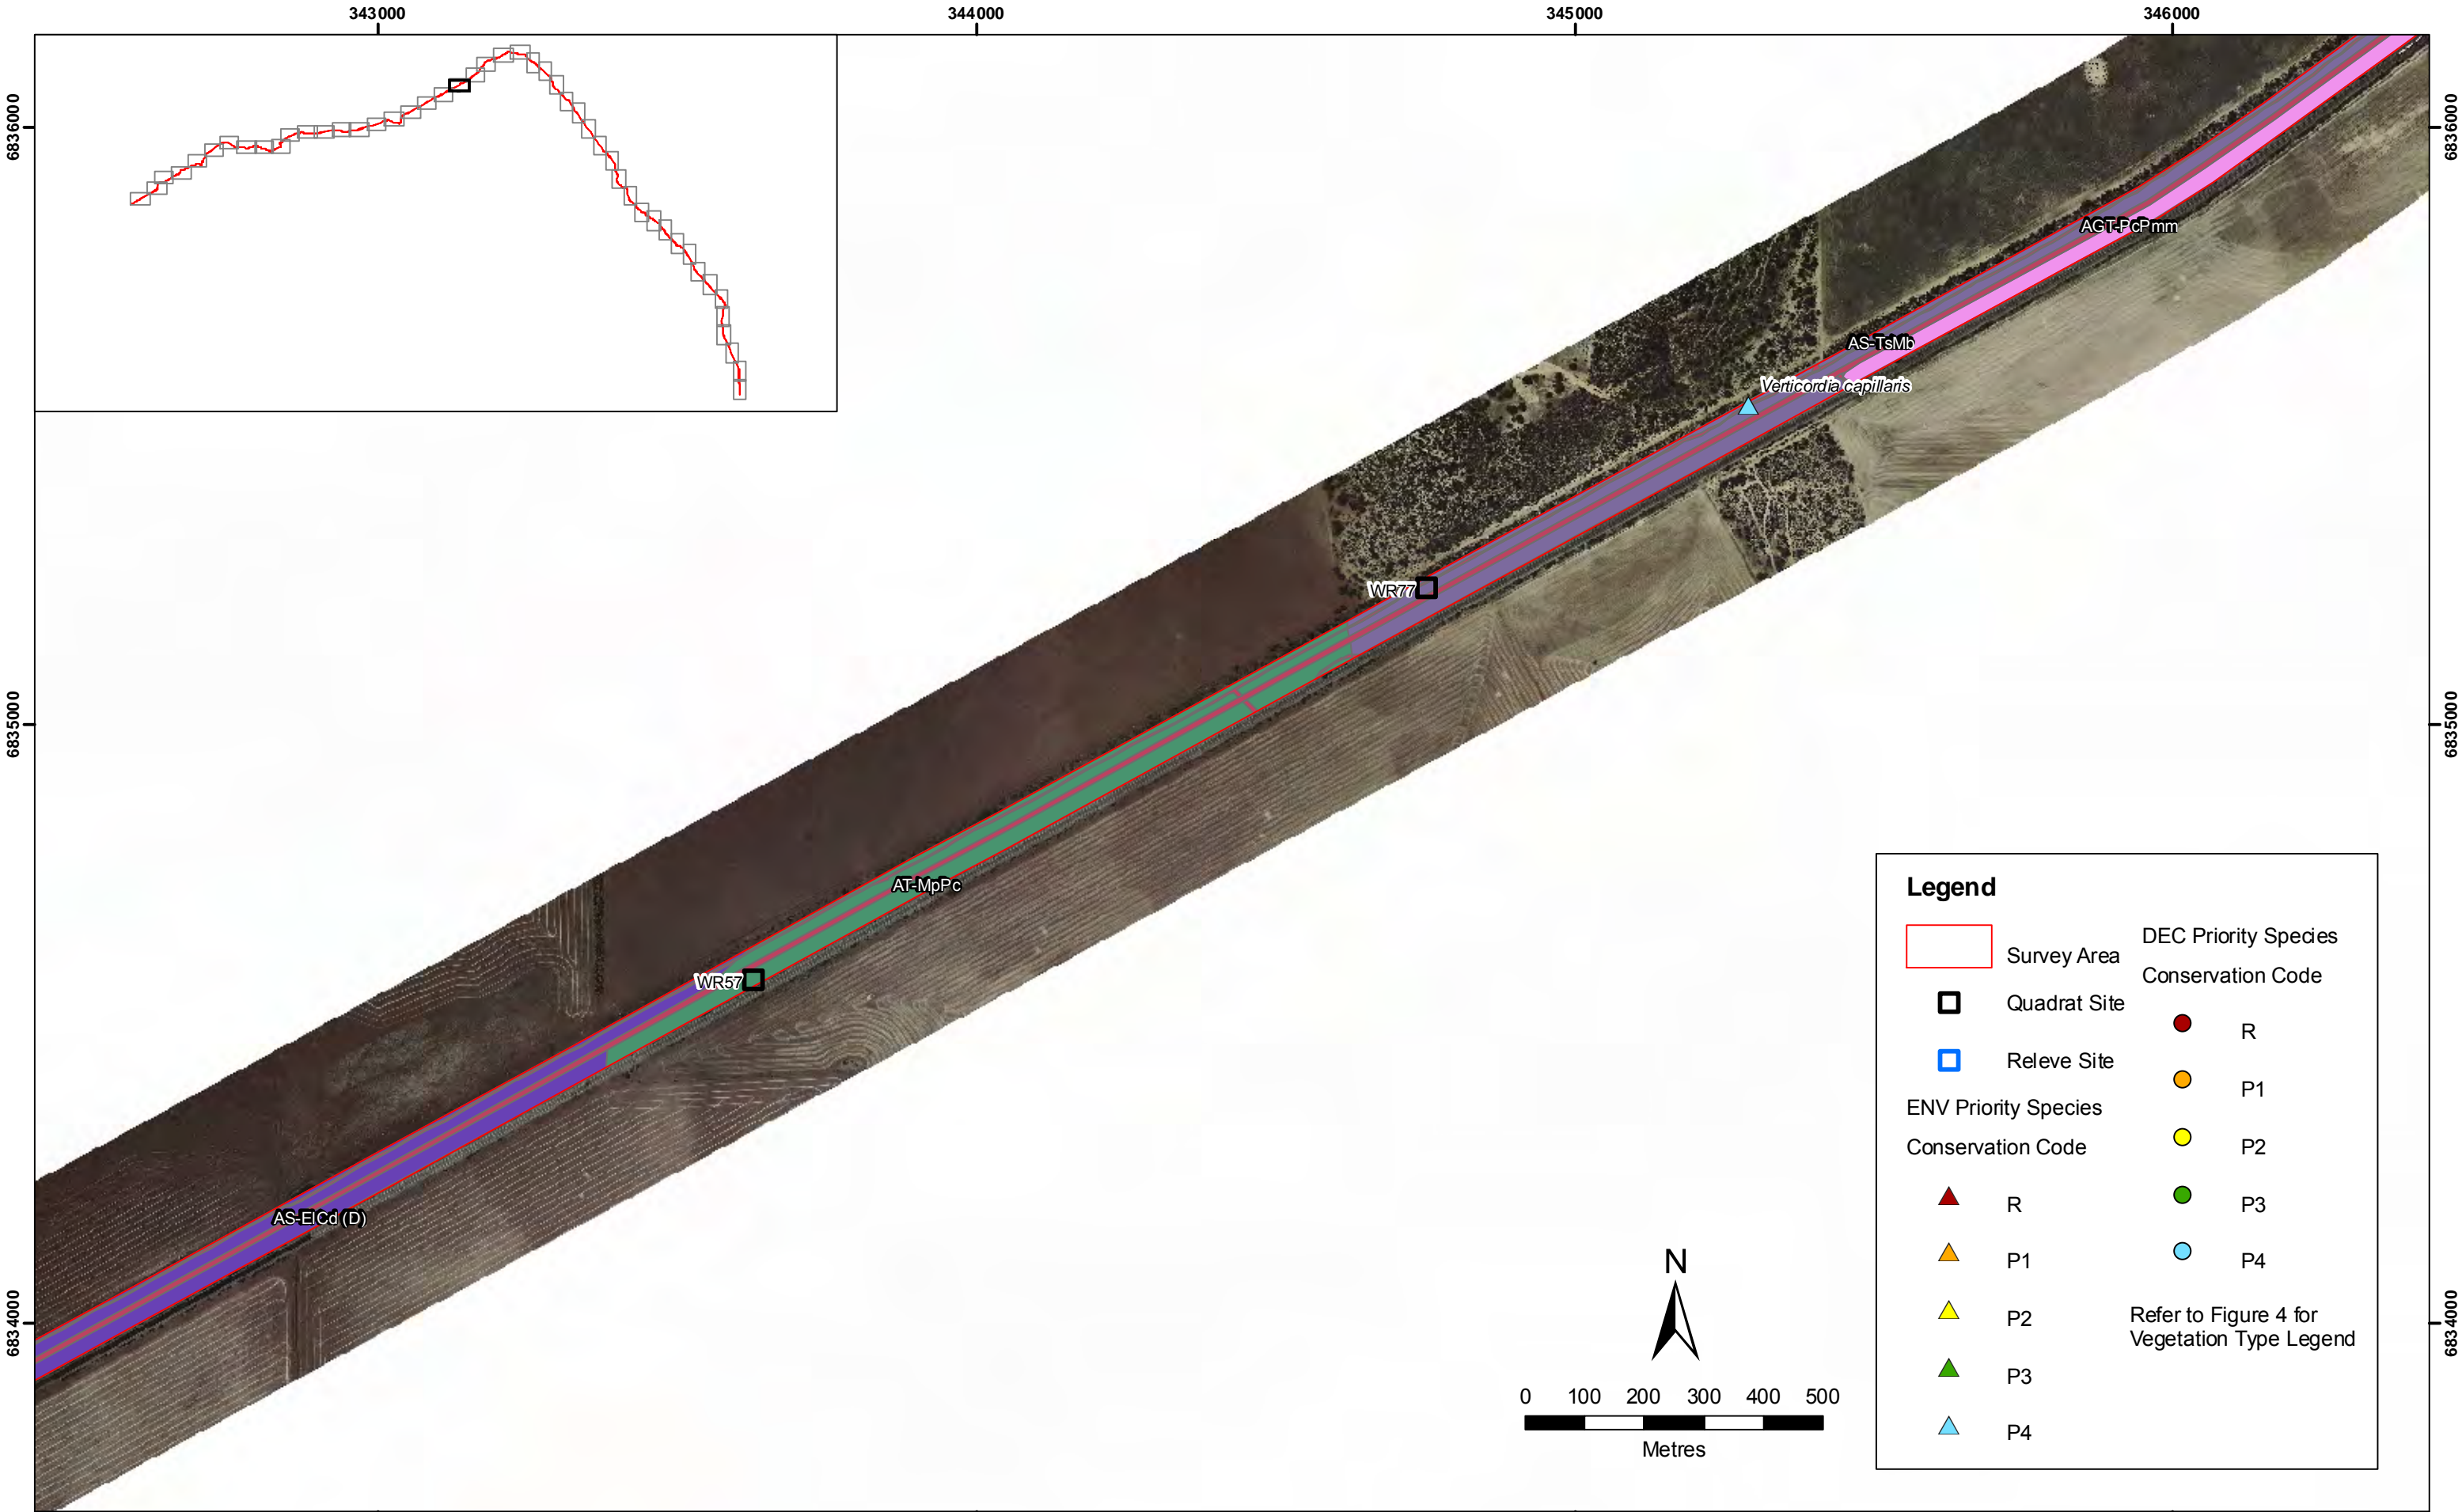 343000
344000
345000
346000
6836000
6836000
AGT-PcPmm
AS-TsMb
Verticordia capillaris
WR77
6835000
6835000
AT-MpPc
WR57
AS-ElCd (D)
6834000
6834000
N
0 100 200 300 400 500
Metres
Legend
Survey Area
Quadrat Site
Releve Site
ENV Priority Species
Conservation Code
R
P1
P2
P3
P4
DEC Priority Species
Conservation Code
R
P1
P2
P3
P4
Refer to Figure 4 for
Vegetation Type Legend